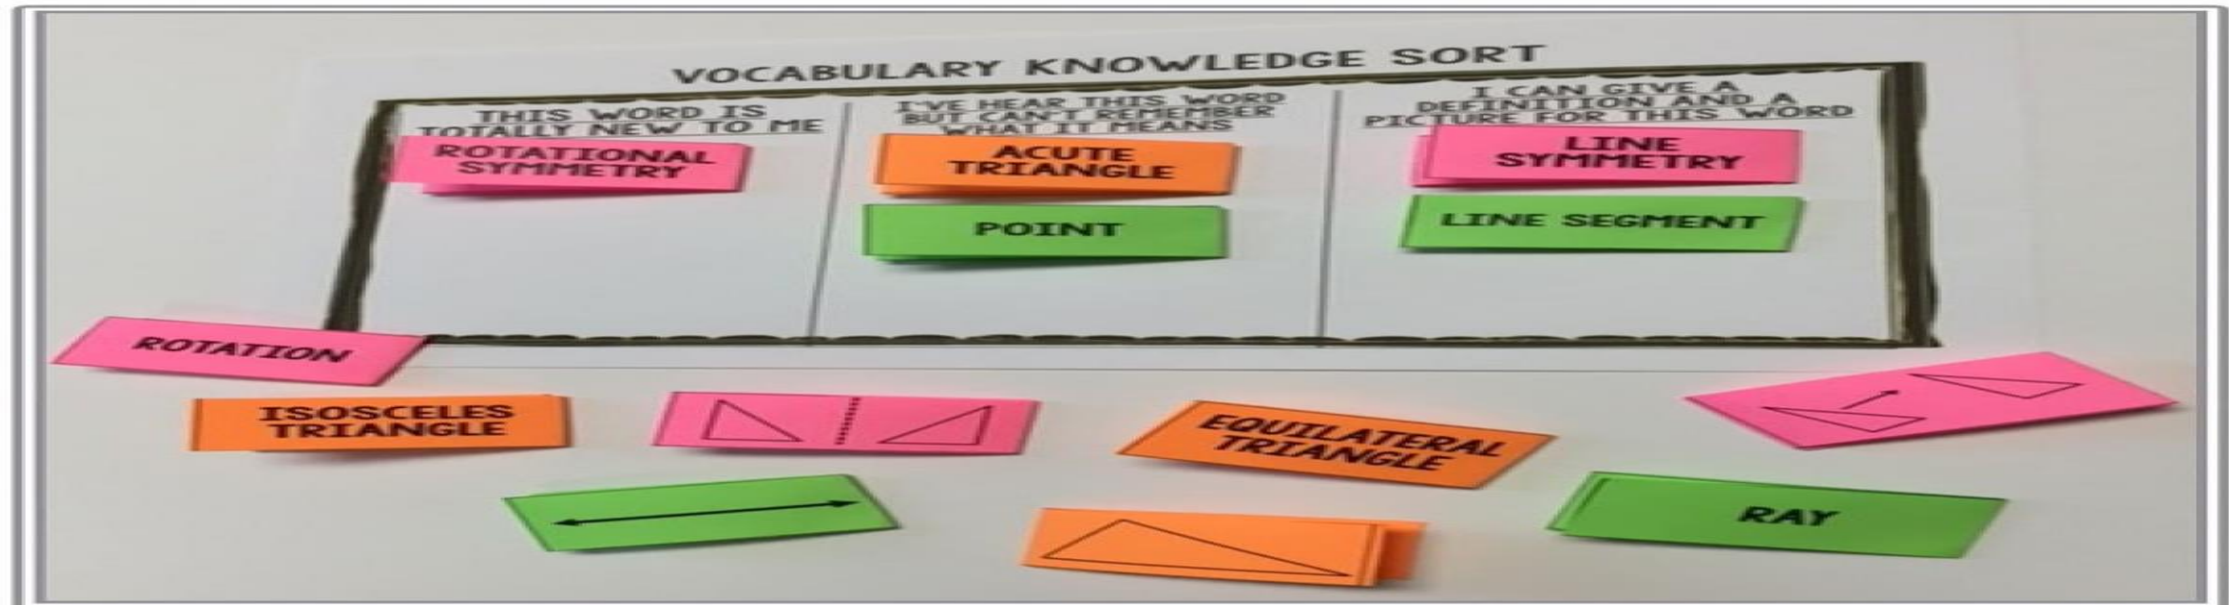 VOCABULARY KNOWLEDGE SORT
THIS WORD IS
TOTALLY NEW TO ME
I'VE HEAR THIS WORD
BUT CAN'T REMEMBER
WHAT IT MEANS
I CAN GIVE A
DEFINITION AND A
PICTURE FOR THIS WORD
ROTATIONAL
SYMMETRY
ACUTE
TRIANGLE
LINE
SYMMETRY
POINT
LINE SEGMENT
ROTATION
ISOSCELES
TRIANGLE
EQUILATERAL
TRIANGLE
RAY